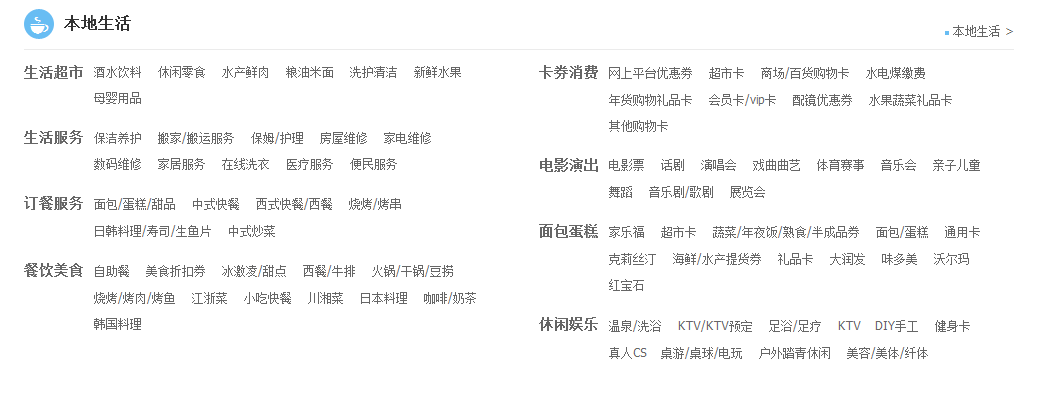 本地生活
本地生活 >
生活超市 酒水饮料 休闲零食 水产鲜肉 粮油米面 洗护清洁 新鲜水果
母婴用品
生活服务 保洁养护 搬家/搬运服务 保姆/护理 房屋维修 家电维修
数码维修 家居服务 在线洗衣 医疗服务 便民服务
订餐服务 面包/蛋糕/甜品 中式快餐 西式快餐/西餐 烧烤/烤串
日韩料理/寿司/生鱼片 中式炒菜
餐饮美食 自助餐 美食折扣券 冰激凌/甜点 西餐/牛排 火锅/干锅/豆捞
烧烤/烤肉/烤鱼 江浙菜 小吃快餐 川湘菜 日本料理 咖啡/奶茶
韩国料理
卡券消费 网上平台优惠券 超市卡 商场/百货购物卡 水电煤缴费
年货购物礼品卡 会员卡/vip卡 配镜优惠券 水果蔬菜礼品卡
其他购物卡
电影演出 电影票 话剧 演唱会 戏曲曲艺 体育赛事 音乐会 亲子儿童
舞蹈 音乐剧/歌剧 展览会
面包蛋糕 家乐福 超市卡 蔬菜/年夜饭/熟食/半成品券 面包/蛋糕 通用卡
克莉丝汀 海鲜/水产提货券 礼品卡 大润发 味多美 沃尔玛
红宝石
休闲娱乐 温泉/洗浴 KTV/KTV预定 足浴/足疗 KTV DIY手工 健身卡
真人CS 桌游/桌球/电玩 户外踏青休闲 美容/美体/纤体